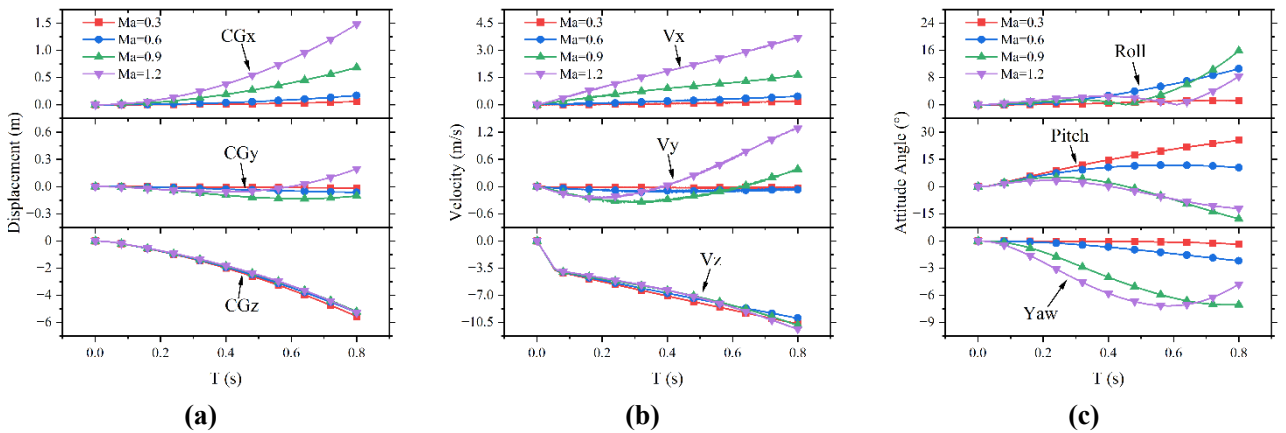 Displacement (m)
1.5
1.0
0.5
0.0
0.6
0.3
0.0
−0.3
0.0
−2
−4
−6
Ma=0.3
Ma=0.6
Ma=0.9
Ma=1.2
CGx
CGy
CGz
0.0 0.2 0.4 0.6 0.8
T (s)
(a)
Velocity (m/s)
4.5
3.0
1.5
0.0
1.2
0.6
0.0
−0.6
0.0
−3.5
−7.0
−10.5
Ma=0.3
Ma=0.6
Ma=0.9
Ma=1.2
Vx
Vy
Vz
0.0 0.2 0.4 0.6 0.8
T (s)
(b)
Attitude Angle (°)
24
16
8
0
30
15
0
−15
0
−3
−6
−9
Ma=0.3
Ma=0.6
Ma=0.9
Ma=1.2
Roll
Pitch
Yaw
0.0 0.2 0.4 0.6 0.8
T (s)
(c)